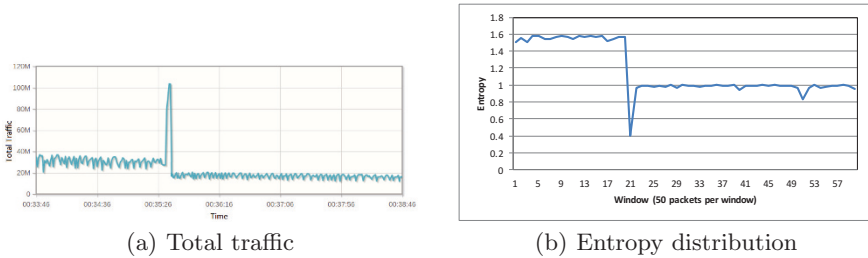 120M
100M
80M
60M
40M
20M
0
Total Traffic
00:33:46 00:34:36 00:35:26 00:36:16 00:37:06 00:37:56 00:38:46
Time
(a) Total traffic
1.8
1.6
1.4
1.2
1
0.8
0.6
0.4
0.2
0
Entropy
1 5 9 13 17 21 25 29 33 37 41 45 49 53 57
Window (50 packets per window)
(b) Entropy distribution